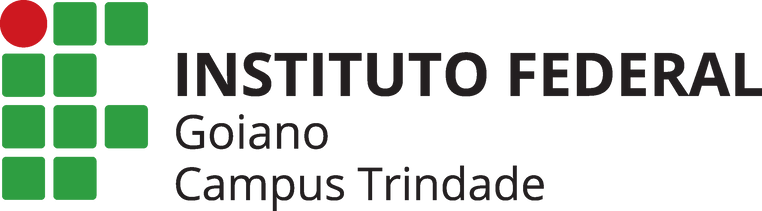 INSTITUTO FEDERAL
Goiano
Campus Trindade